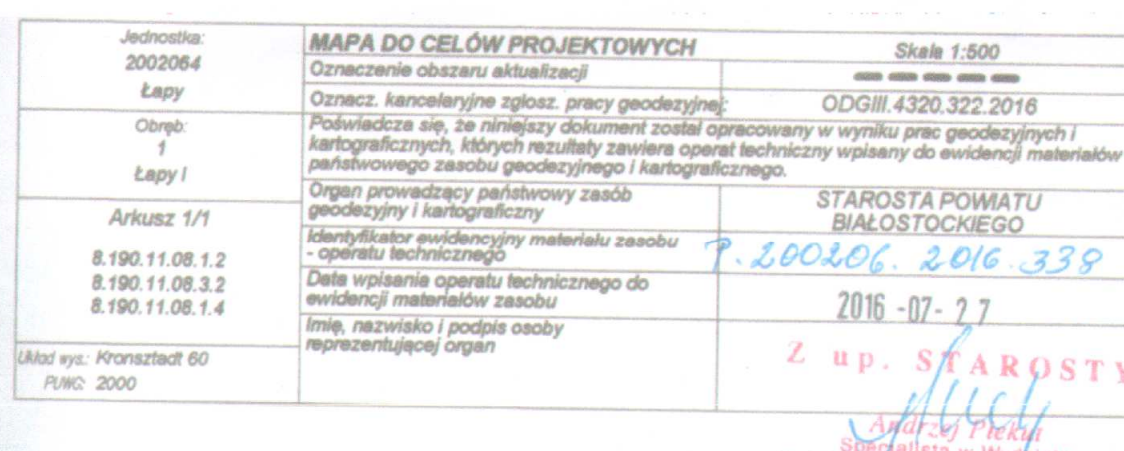 Jednostka:
2002064
Łapy
Obręb:
1
Łapy I
Arkusz 1/1
8.190.11.08.1.2
8.190.11.08.3.2
8.190.11.08.1.4
Układ wys.: Kronsztadt 60
PUWG: 2000
MAPA DO CELÓW PROJEKTOWYCH
Skala 1:500
Oznaczenie obszaru aktualizacji
Oznacz. kancelaryjne zgłosz. pracy geodezyjnej:
ODGIII.4320.322.2016
Poświadcza się, że niniejszy dokument został opracowany w wyniku prac geodezyjnych i
kartograficznych, których rezultaty zawiera operat techniczny wpisany do ewidencji materiałów
państwowego zasobu geodezyjnego i kartograficznego.
Organ prowadzący państwowy zasób
geodezyjny i kartograficzny
STAROSTA POWIATU
BIAŁOSTOCKIEGO
Identyfikator ewidencyjny materiału zasobu
- operatu technicznego
P.200206.2016.338
Data wpisania operatu technicznego do
ewidencji materiałów zasobu
2016 -07- 27
Imię, nazwisko i podpis osoby
reprezentującej organ
Z up. STAROSTY
Andrzej Piekut
Specjalista w